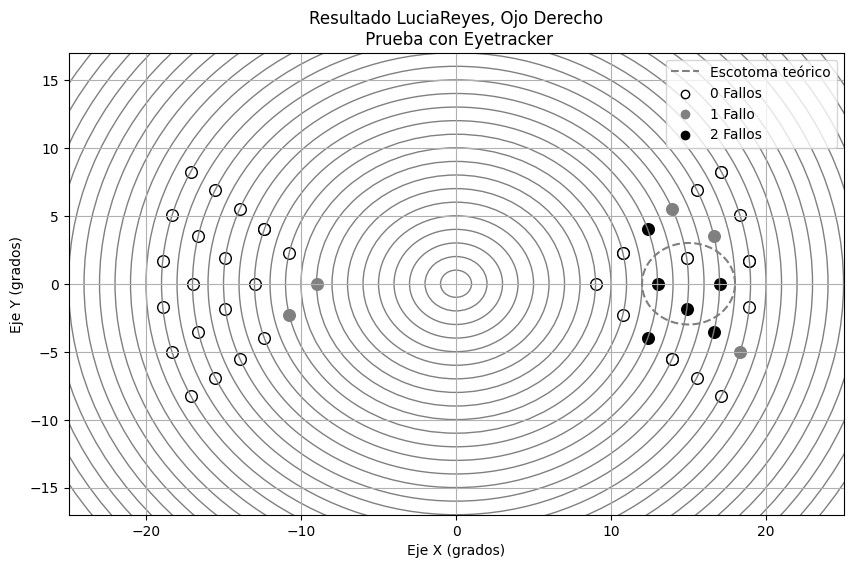 Resultado LuciaReyes, Ojo Derecho
Prueba con Eyetracker
Escotoma teórico
0 Fallos
1 Fallo
2 Fallos
15
10
5
0
−5
−10
−15
Eje Y (grados)
−20
−10
0
10
20
Eje X (grados)